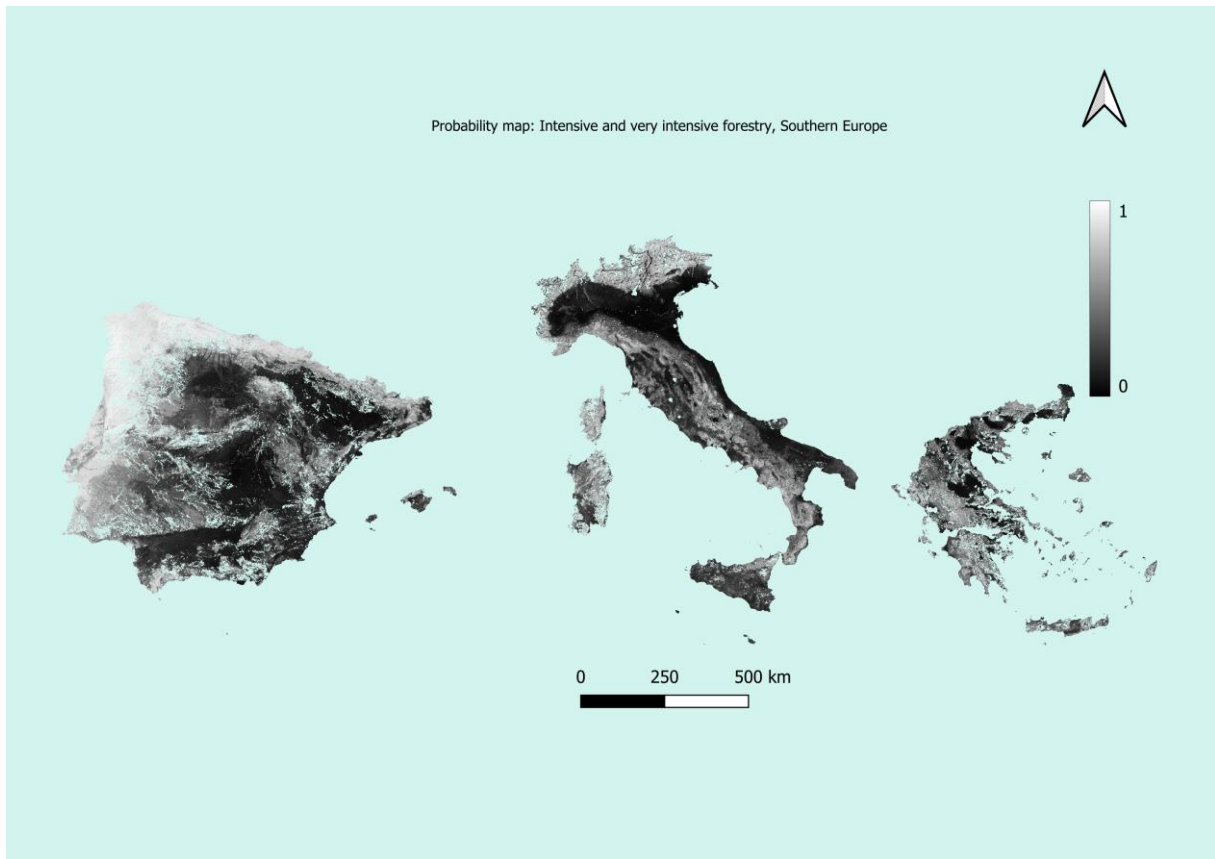 Probability map: Intensive and very intensive forestry, Southern Europe
1
0
0 250 500 km